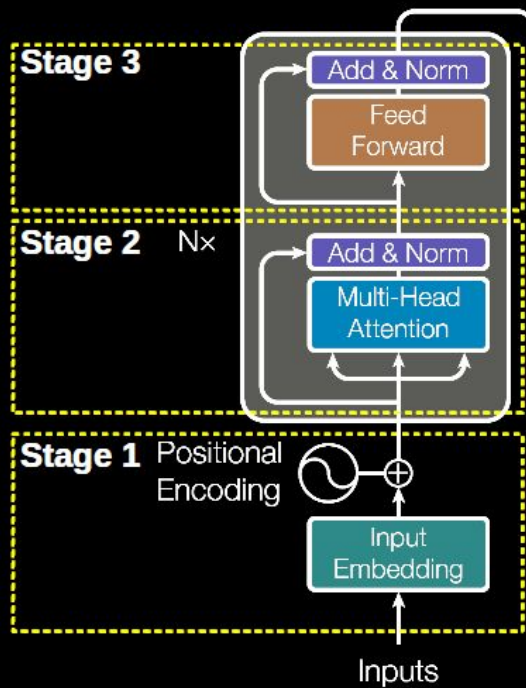 Stage 3
Add & Norm
Feed
Forward
Stage 2
Nx
Add & Norm
Multi-Head
Attention
Stage 1
Positional
Encoding
Input
Embedding
Inputs